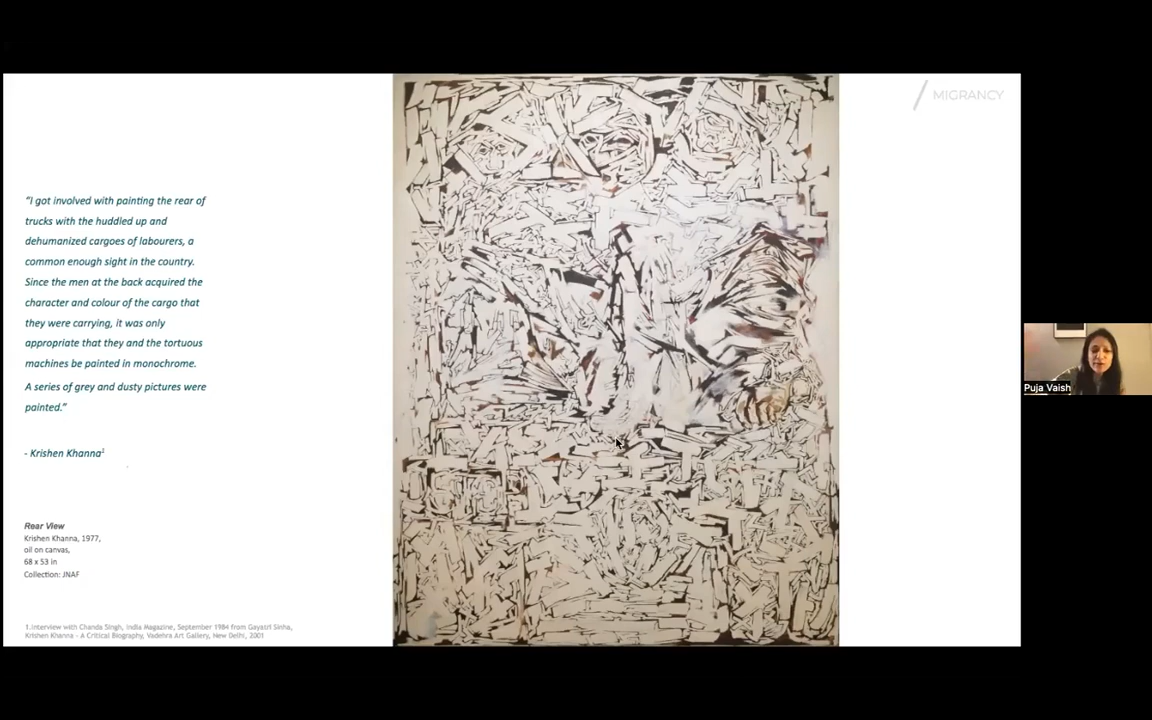 MIGRANCY
“I got involved with painting the rear of
trucks with the huddled up and
dehumanized cargoes of labourers, a
common enough sight in the country.
Since the men at the back acquired the
character and colour of the cargo that
they were carrying, it was only
appropriate that they and the tortuous
machines be painted in monochrome.
A series of grey and dusty pictures were
painted.”
- Krishen Khanna1
Rear View
Krishen Khanna, 1977,
oil on canvas,
68 x 53 in
Collection: JNAF
1.Interview with Chanda Singh, India Magazine, September 1984 from Gayatri Sinha,
Krishen Khanna - A Critical Biography, Vadehra Art Gallery, New Delhi, 2001
Puja Vaish